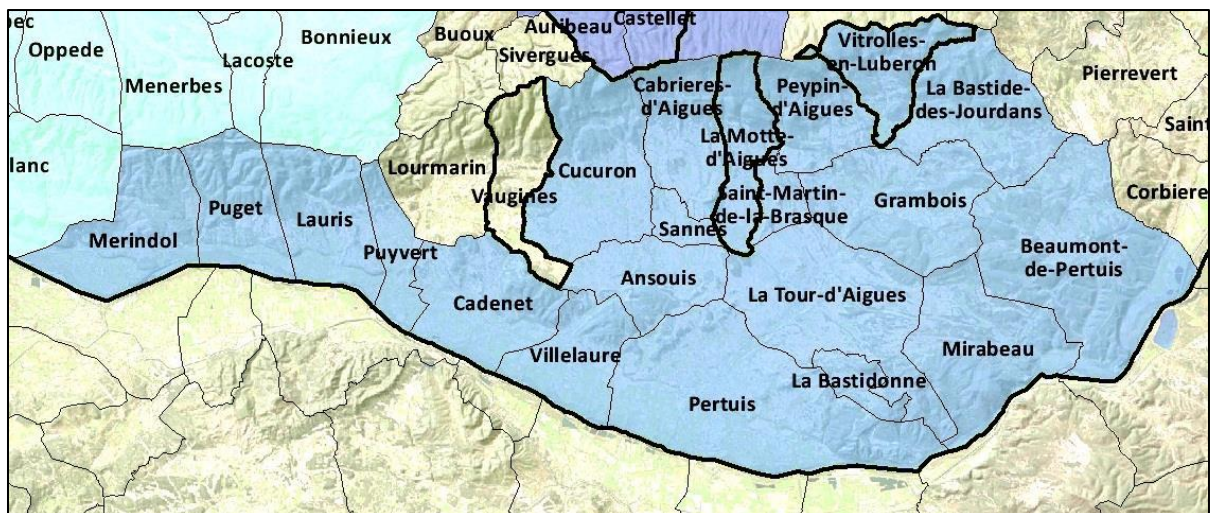 pec
Oppede
Menerbes
Lacoste
Bonnieux
Buoux
Auribeau
Castellet
Sivergues
Vitrolles-
en-Luberon
Pierrevert
Saint
Cabrieres-
d'Aigues
Peypin-
d'Aigues
La Bastide-
des-Jourdans
lanc
Lourmarin
Vaugines
Cucuron
La Motte-
d'Aigues
Saint-Martin-
de-la-Brasque
Grambois
Corbiere
Merindol
Puget
Lauris
Puyvert
Sannes
Cadenet
Ansouis
La Tour-d'Aigues
Beaumont-
de-Pertuis
Villelaure
Mirabeau
La Bastidonne
Pertuis